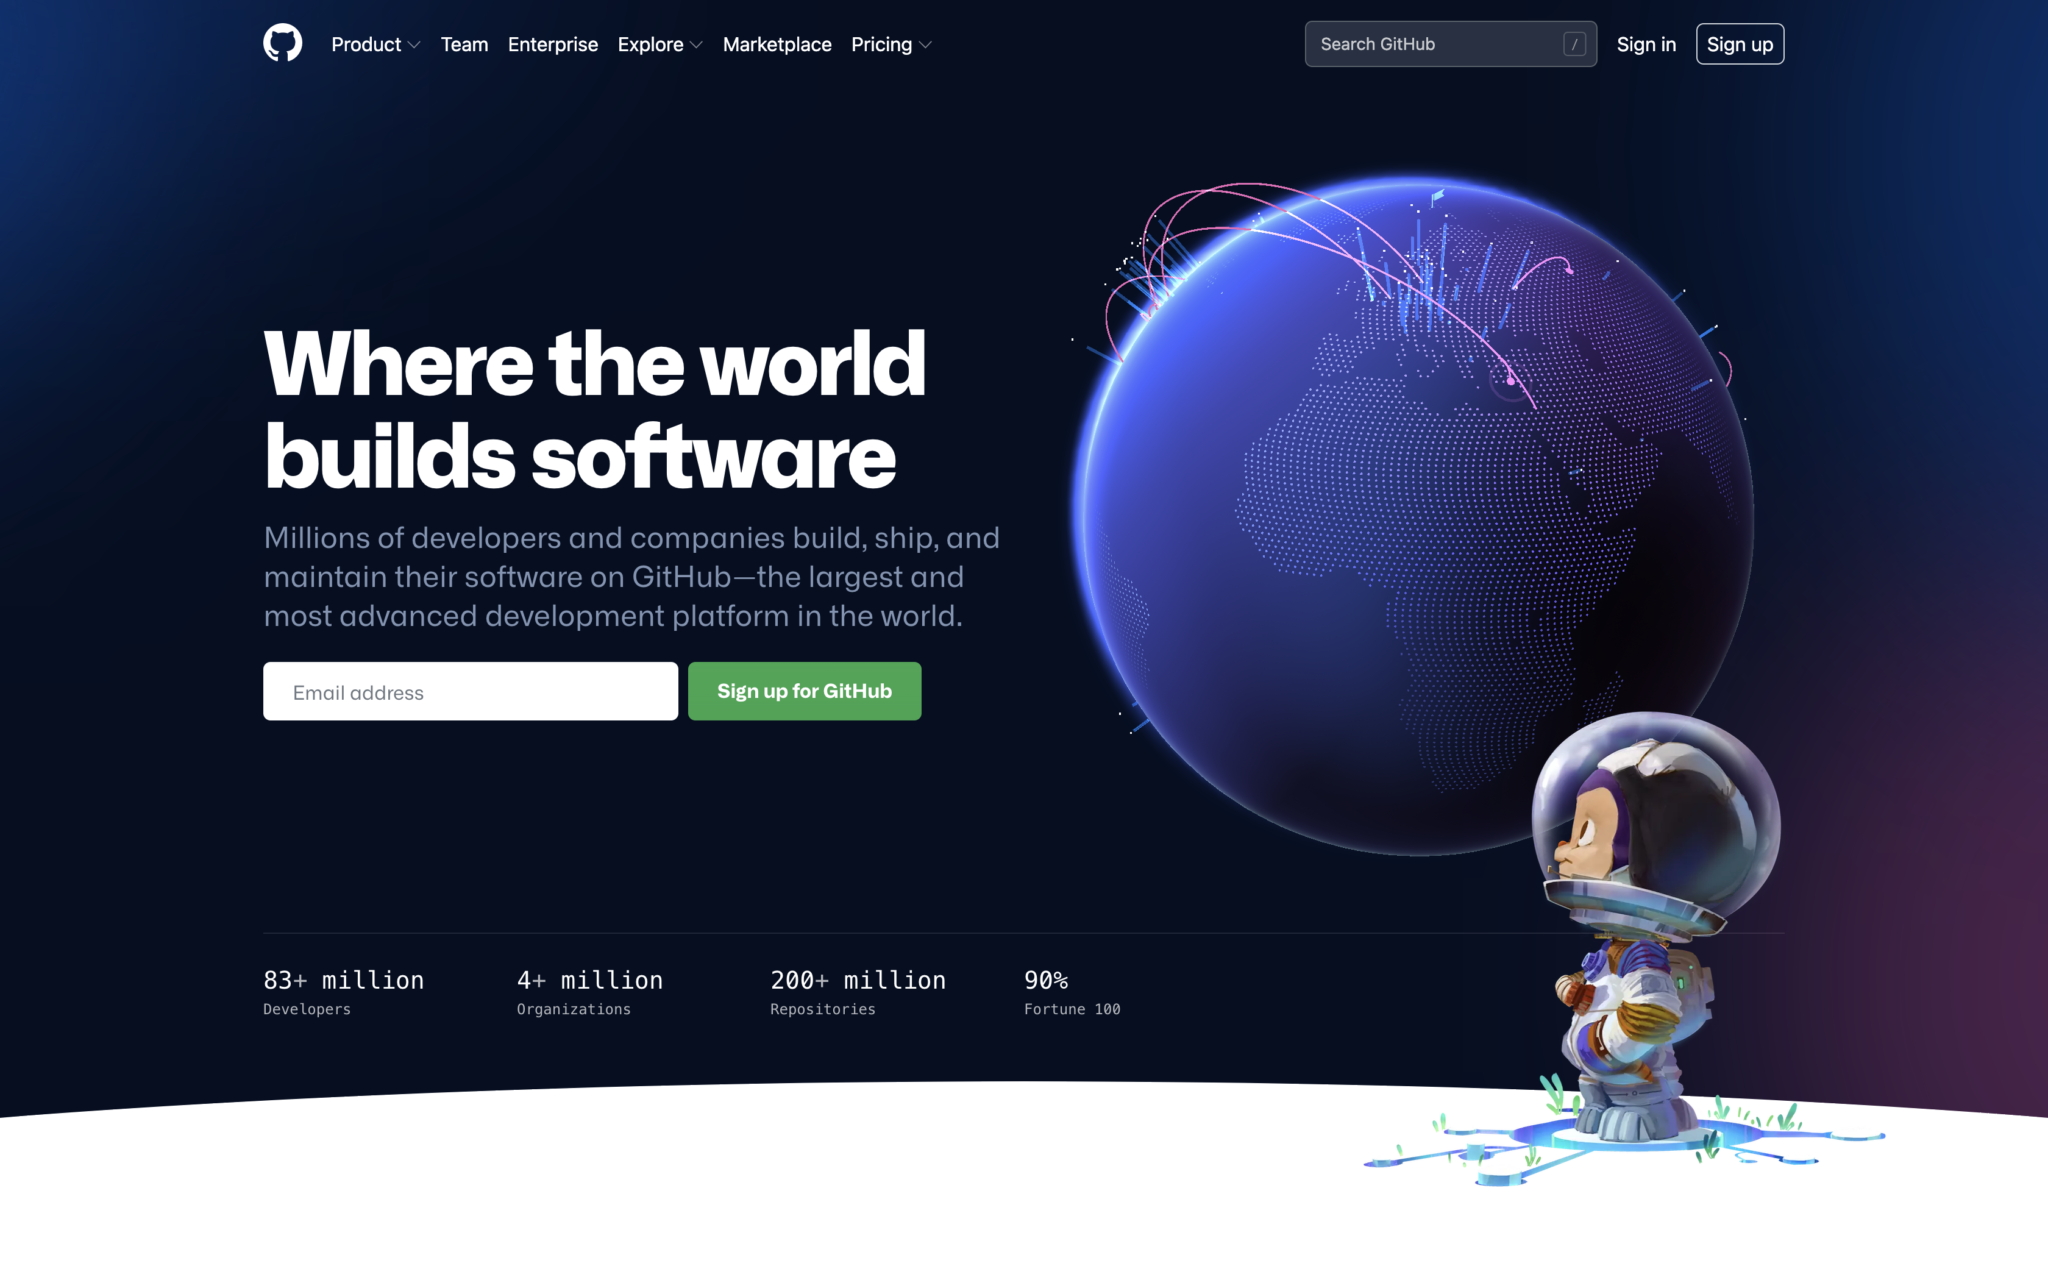 Product
Team
Enterprise
Explore
Marketplace
Pricing
Search GitHub
/
Sign in
Sign up
Where the world
builds software
Millions of developers and companies build, ship, and
maintain their software on GitHub—the largest and
most advanced development platform in the world.
Email address
Sign up for GitHub
83+ million
Developers
4+ million
Organizations
200+ million
Repositories
90%
Fortune 100